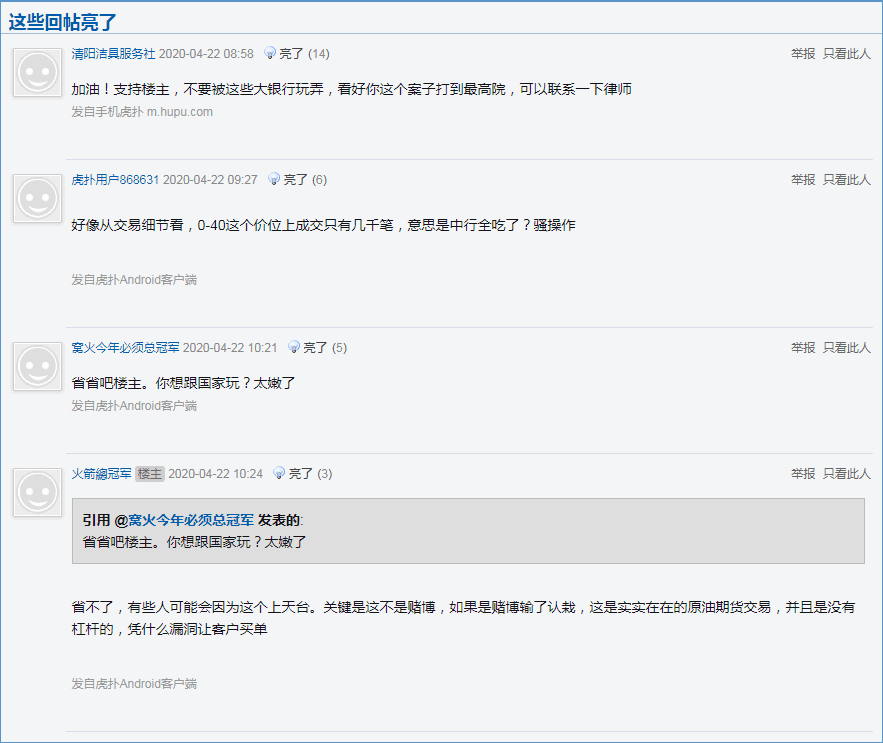 这些回帖亮了
清阳洁具服务社 2020-04-22 08:58 亮了 (14) 举报 只看此人
加油！支持楼主，不要被这些大银行玩弄，看好你这个案子打到最高院，可以联系一下律师
发自手机虎扑 m.hupu.com
虎扑用户868631 2020-04-22 09:27 亮了 (6) 举报 只看此人
好像从交易细节看，0-40这个价位上成交只有几千笔，意思是中行全吃了？骚操作
发自虎扑Android客户端
窝火今年必须总冠军 2020-04-22 10:21 亮了 (5) 举报 只看此人
省省吧楼主。你想跟国家玩？太嫩了
发自虎扑Android客户端
火箭總冠军 楼主 2020-04-22 10:24 亮了 (3) 举报 只看此人
引用 @窝火今年必须总冠军 发表的:
省省吧楼主。你想跟国家玩？太嫩了
省不了，有些人可能会因为这个上天台。关键是这不是赌博，如果是赌博输了认栽，这是实实在在的原油期货交易，并且是没有
杠杆的，凭什么漏洞让客户买单
发自虎扑Android客户端